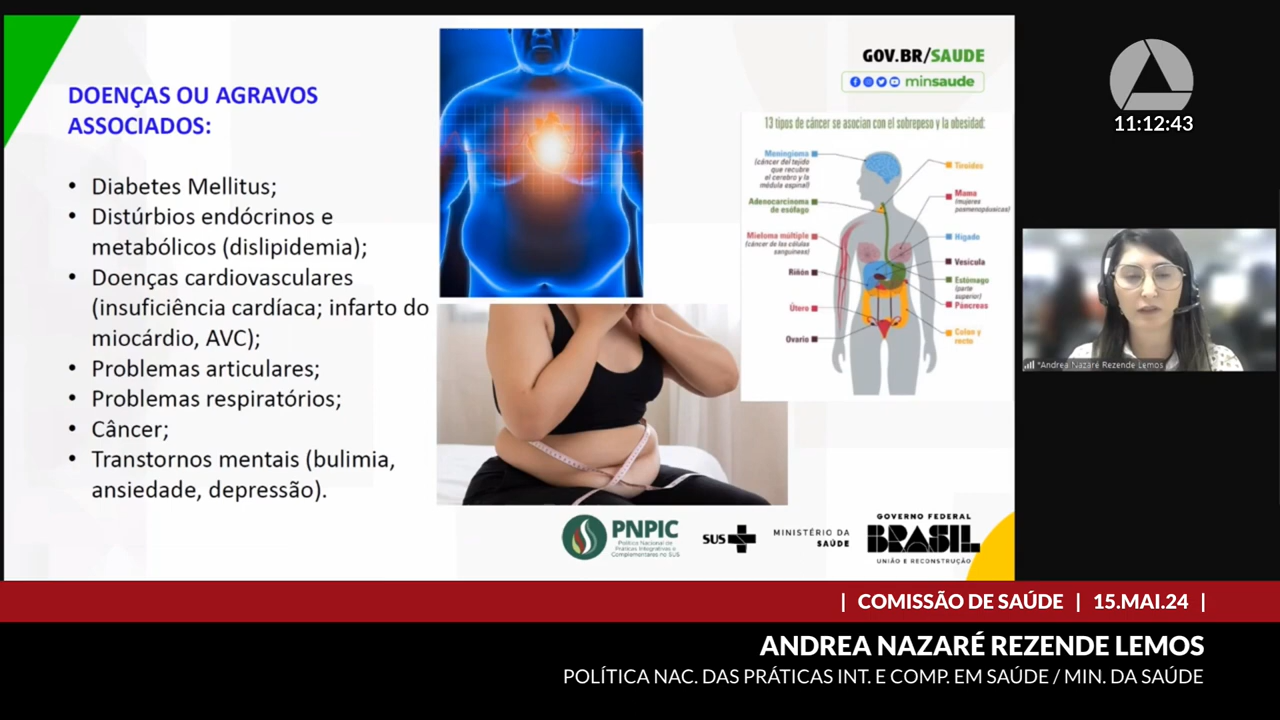 DOENÇAS OU AGRAVOS
ASSOCIADOS:
• Diabetes Mellitus;
• Distúrbios endócrinos e
metabólicos (dislipidemia);
• Doenças cardiovasculares
(insuficiência cardíaca; infarto do
miocárdio, AVC);
• Problemas articulares;
• Problemas respiratórios;
• Câncer;
• Transtornos mentais (bulimia,
ansiedade, depressão).
GOV.BR/SAUDE
minsaude
13 tipos de cáncer se asocian con el sobrepeso y la obesidad:
Meningioma
(cáncer del tejido
que recubre
el cerebro y la
médula espinal)
Adenocarcinoma
de esófago
Mieloma múltiple
(cáncer de las células
sanguíneas)
Riñón
Útero
Ovario
Tiroides
Mama
(mujeres
posmenopáusicas)
Hígado
Vesícula
Estómago
(parte
superior)
Páncreas
Colon y
recto
PNPIC
Política Nacional de
Práticas Integrativas e
Complementares no SUS
SUS
MINISTÉRIO DA
SAÚDE
GOVERNO FEDERAL
BRASIL
UNIÃO E RECONSTRUÇÃO
11:12:43
*Andrea Nazaré Rezende Lemos
| COMISSÃO DE SAÚDE | 15.MAI.24 |
ANDREA NAZARÉ REZENDE LEMOS
POLÍTICA NAC. DAS PRÁTICAS INT. E COMP. EM SAÚDE / MIN. DA SAÚDE